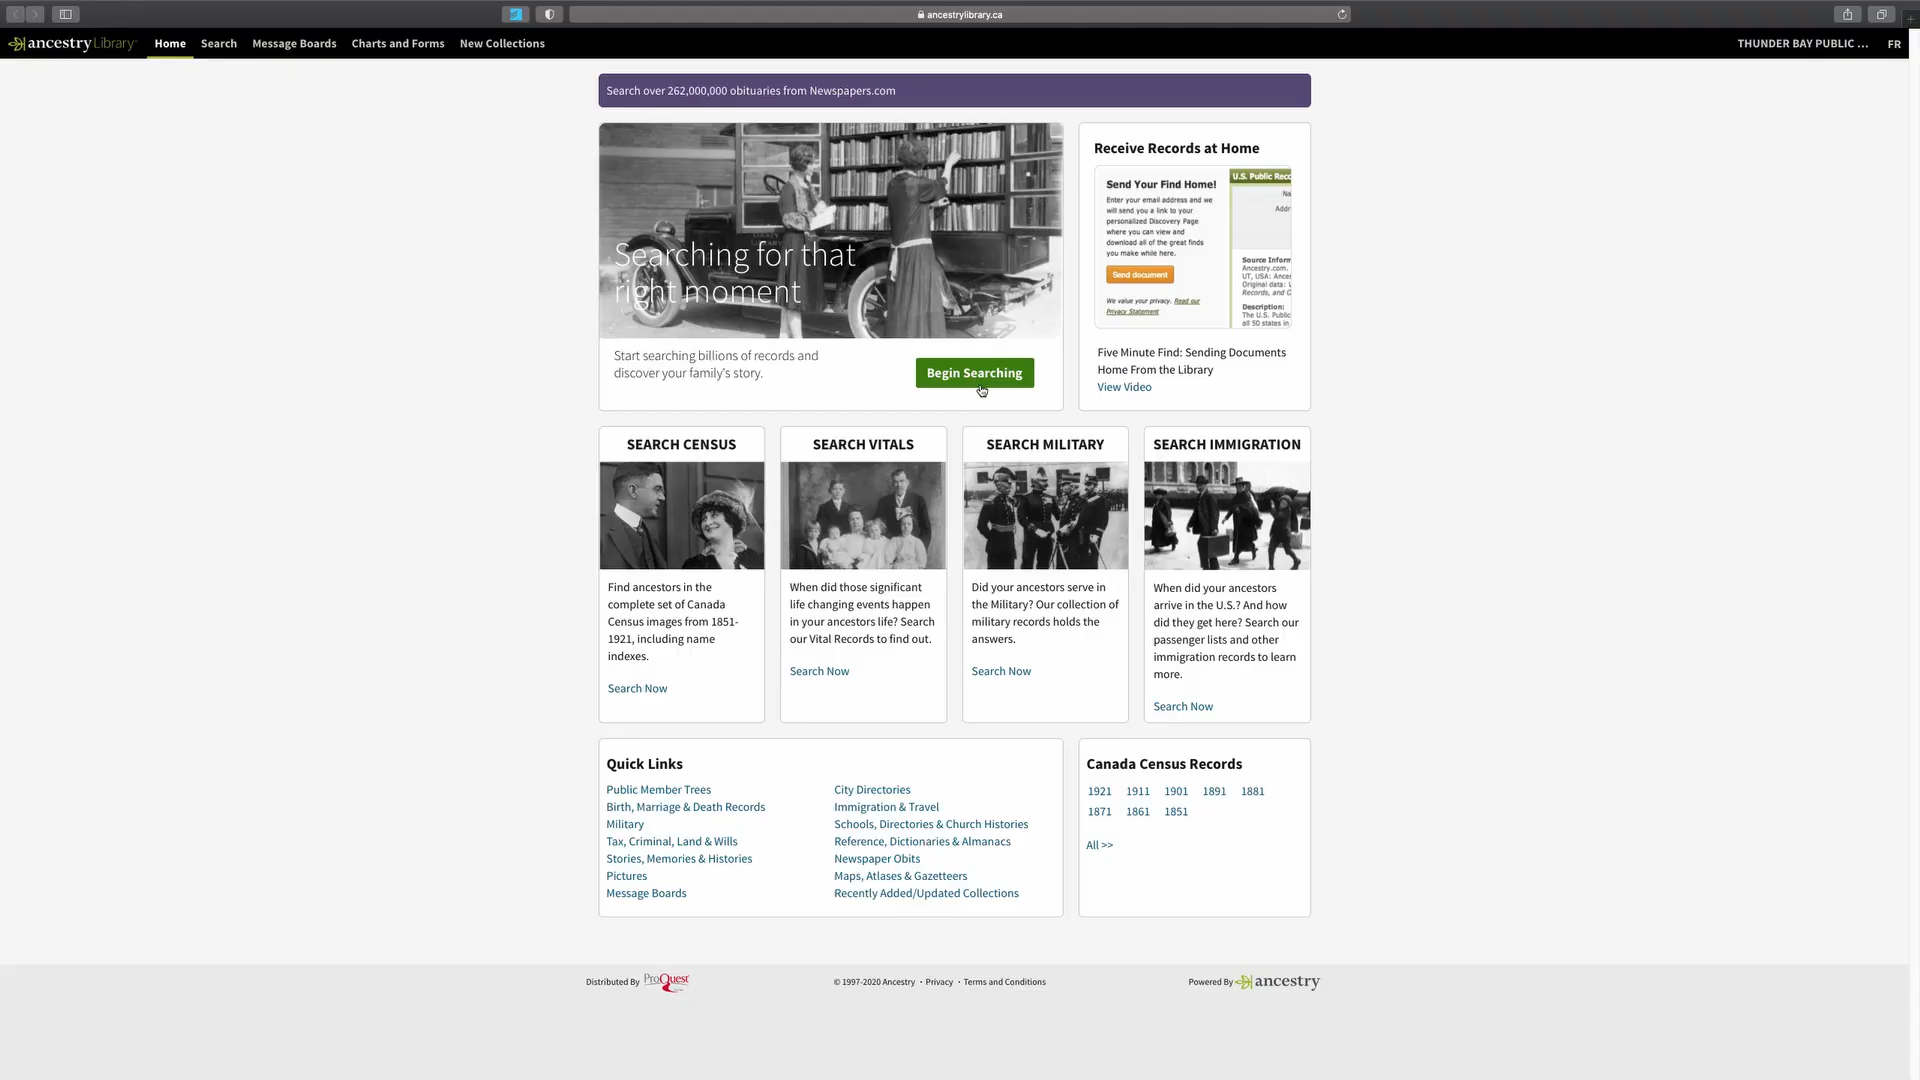 ancestrylibrary.ca
ancestryLibrary Home Search Message Boards Charts and Forms New Collections THUNDER BAY PUBLIC ... FR
Search over 262,000,000 obituaries from Newspapers.com
Searching for that
right moment
Start searching billions of records and
discover your family's story.
Begin Searching
Receive Records at Home
Send Your Find Home!
Enter your email address and we
will send you a link to your
personalized Discovery Page
where you can view and
download all of the great finds
you make while here.
Send document
We value your privacy. Read our
Privacy Statement
U.S. Public Reco
Na
Addr
Source Inform
Ancestry.com.
UT, USA: Ances
Original data: V
Records, and C
Description:
The U.S. Public
all 50 states in
Five Minute Find: Sending Documents
Home From the Library
View Video
SEARCH CENSUS
Find ancestors in the
complete set of Canada
Census images from 1851-
1921, including name
indexes.
Search Now
SEARCH VITALS
When did those significant
life changing events happen
in your ancestors life? Search
our Vital Records to find out.
Search Now
SEARCH MILITARY
Did your ancestors serve in
the Military? Our collection of
military records holds the
answers.
Search Now
SEARCH IMMIGRATION
When did your ancestors
arrive in the U.S.? And how
did they get here? Search our
passenger lists and other
immigration records to learn
more.
Search Now
Quick Links
Public Member Trees
Birth, Marriage & Death Records
Military
Tax, Criminal, Land & Wills
Stories, Memories & Histories
Pictures
Message Boards
City Directories
Immigration & Travel
Schools, Directories & Church Histories
Reference, Dictionaries & Almanacs
Newspaper Obits
Maps, Atlases & Gazetteers
Recently Added/Updated Collections
Canada Census Records
1921 1911 1901 1891 1881
1871 1861 1851
All >>
Distributed By ProQuest
© 1997-2020 Ancestry · Privacy · Terms and Conditions
Powered By ancestry